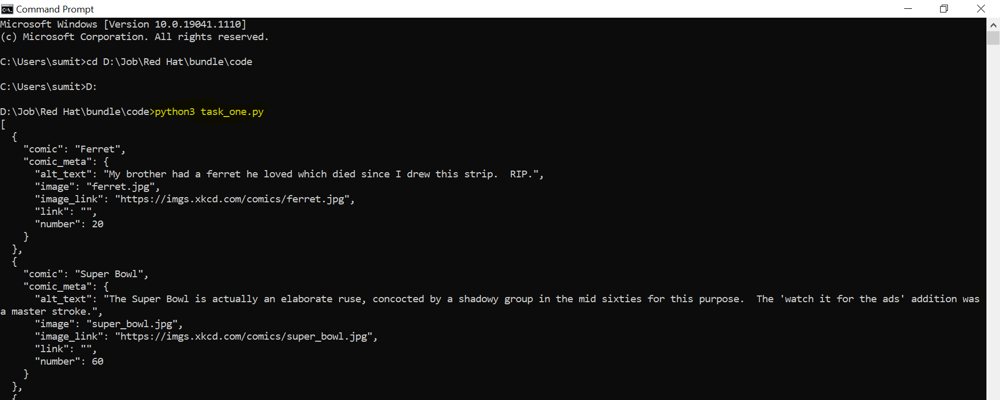 Command Prompt
Microsoft Windows [Version 10.0.19041.1110]
(c) Microsoft Corporation. All rights reserved.
C:\Users\sumit>cd D:\Job\Red Hat\bundle\code
C:\Users\sumit>D:
D:\Job\Red Hat\bundle\code>python3 task_one.py
[
  {
    "comic": "Ferret",
    "comic_meta": {
      "alt_text": "My brother had a ferret he loved which died since I drew this strip.  RIP.",
      "image": "ferret.jpg",
      "image_link": "https://imgs.xkcd.com/comics/ferret.jpg",
      "link": "",
      "number": 20
    }
  },
  {
    "comic": "Super Bowl",
    "comic_meta": {
      "alt_text": "The Super Bowl is actually an elaborate ruse, concocted by a shadowy group in the mid sixties for this purpose.  The 'watch it for the ads' addition was
a master stroke.",
      "image": "super_bowl.jpg",
      "image_link": "https://imgs.xkcd.com/comics/super_bowl.jpg",
      "link": "",
      "number": 60
    }
  },
  {